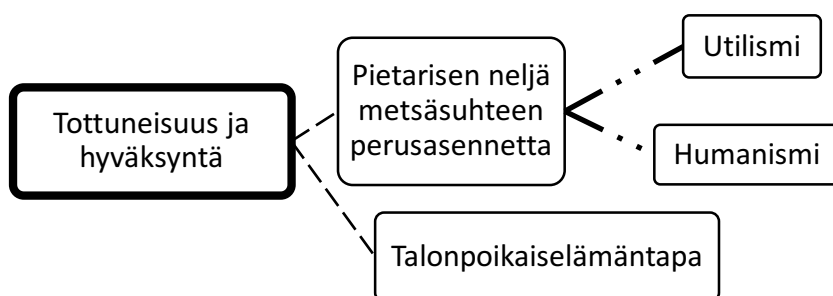 Tottuneisuus ja
hyväksyntä
Pietarisen neljä
metsäsuhteen
perusasennetta
Utilismi
Humanismi
Talonpoikaiselämäntapa